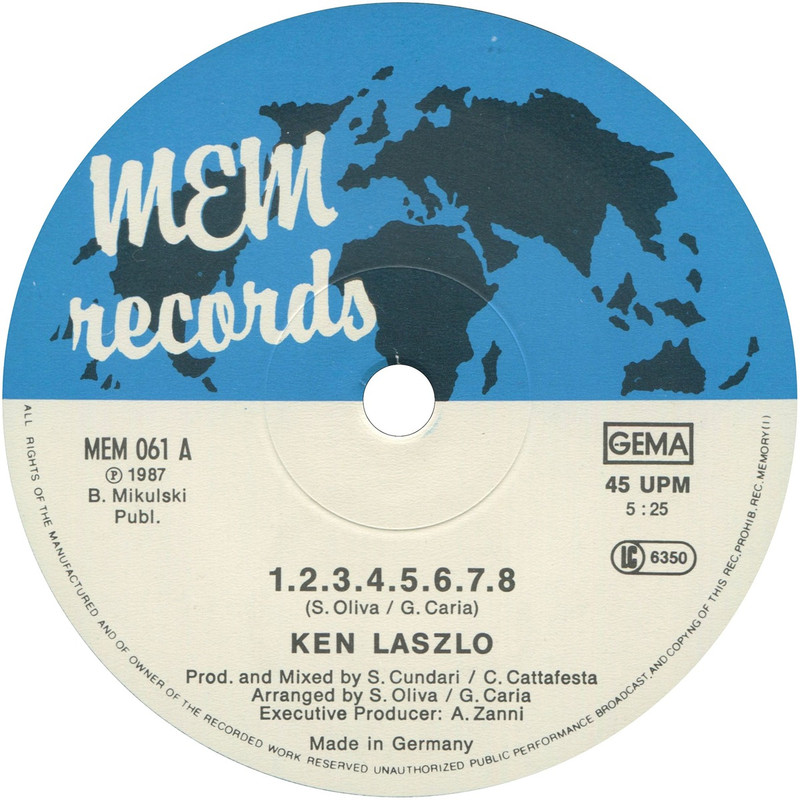 MEM
records
MEM 061 A
Ⓟ 1987
B. Mikulski
Publ.
GEMA
45 UPM
5 : 25
LC 6350
1.2.3.4.5.6.7.8
(S. Oliva / G. Caria)
KEN LASZLO
Prod. and Mixed by S. Cundari / C. Cattafesta
Arranged by S. Oliva / G. Caria
Executive Producer: A. Zanni
Made in Germany
ALL RIGHTS OF THE MANUFACTURED AND OF OWNER OF THE RECORDED WORK RESERVED UNAUTHORIZED PUBLIC PERFORMANCE BROADCAST, AND COPYNG OF THIS REC. PROHIB. REC. MEMORY(I)